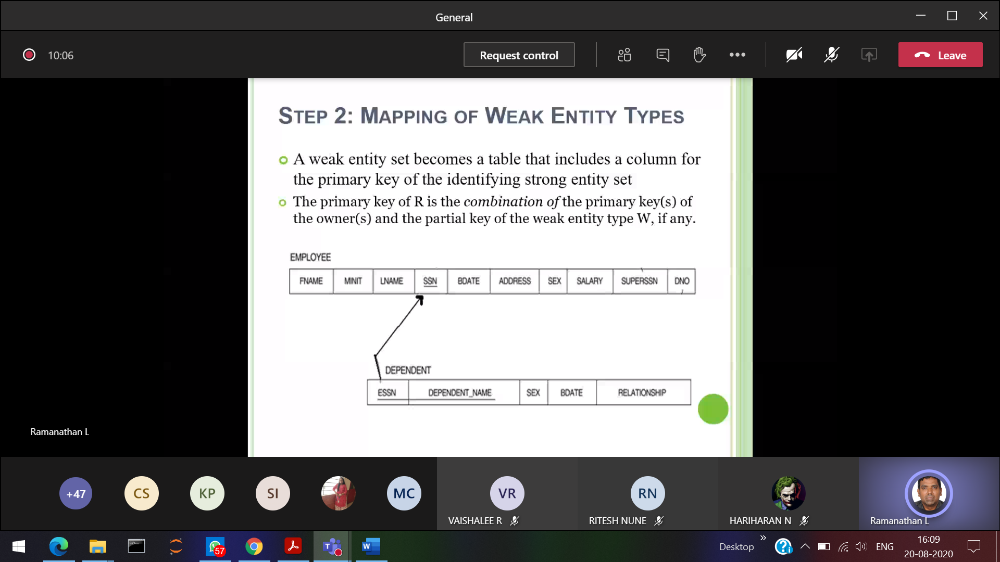 General
10:06
Request control
Leave
STEP 2: MAPPING OF WEAK ENTITY TYPES
A weak entity set becomes a table that includes a column for
the primary key of the identifying strong entity set
The primary key of R is the combination of the primary key(s) of
the owner(s) and the partial key of the weak entity type W, if any.
EMPLOYEE
FNAME MINIT LNAME SSN BDATE ADDRESS SEX SALARY SUPERSSN DNO
DEPENDENT
ESSN DEPENDENT_NAME SEX BDATE RELATIONSHIP
Ramanathan L
+47 CS KP SI MC VR RN
VAISHALEE R RITESH NUNE HARIHARAN N Ramanathan L
57
Desktop
ENG
16:09
20-08-2020